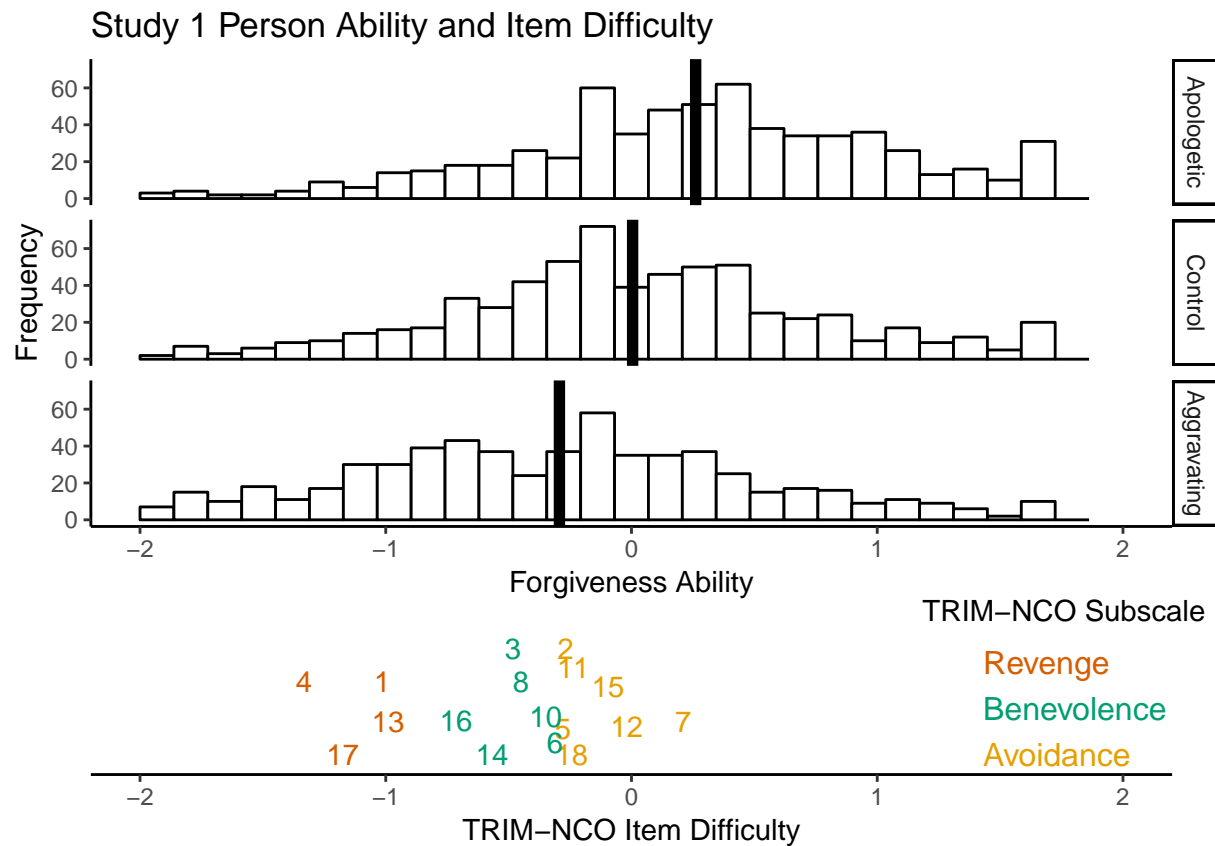 Study 1 Person Ability and Item Difficulty
60
40
20
0
Apologetic
Frequency
60
40
20
0
Control
60
40
20
0
Aggravating
−2 −1 0 1 2
Forgiveness Ability
TRIM−NCO Subscale
3 2
11
Revenge
4 1 8 15
Benevolence
13 16 10 5 12 7
6
17 14 18
Avoidance
−2 −1 0 1 2
TRIM−NCO Item Difficulty